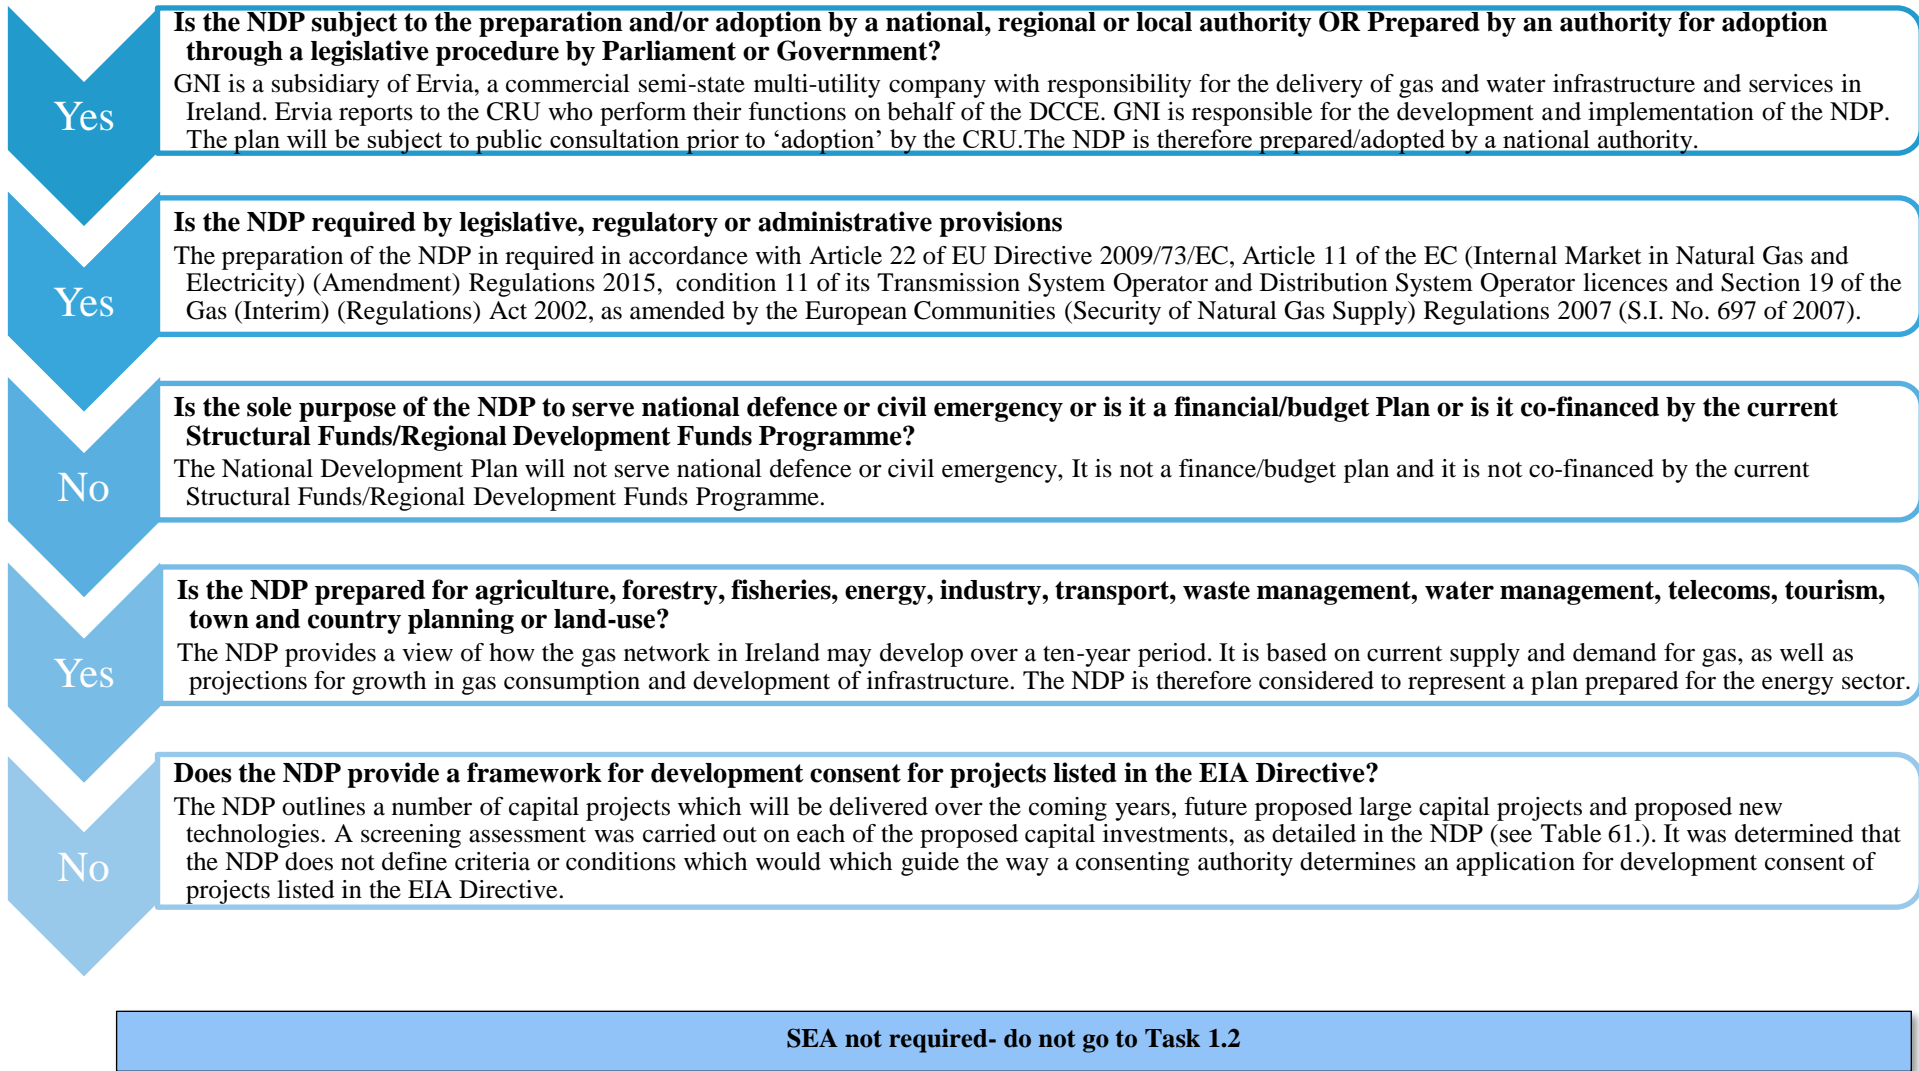 Is the NDP subject to the preparation and/or adoption by a national, regional or local authority OR Prepared by an authority for adoption
through a legislative procedure by Parliament or Government?
GNI is a subsidiary of Ervia, a commercial semi-state multi-utility company with responsibility for the delivery of gas and water infrastructure and services in
Ireland. Ervia reports to the CRU who perform their functions on behalf of the DCCE. GNI is responsible for the development and implementation of the NDP.
The plan will be subject to public consultation prior to ‘adoption’ by the CRU.The NDP is therefore prepared/adopted by a national authority.
Yes
Is the NDP required by legislative, regulatory or administrative provisions
The preparation of the NDP in required in accordance with Article 22 of EU Directive 2009/73/EC, Article 11 of the EC (Internal Market in Natural Gas and
Electricity) (Amendment) Regulations 2015, condition 11 of its Transmission System Operator and Distribution System Operator licences and Section 19 of the
Gas (Interim) (Regulations) Act 2002, as amended by the European Communities (Security of Natural Gas Supply) Regulations 2007 (S.I. No. 697 of 2007).
Yes
Is the sole purpose of the NDP to serve national defence or civil emergency or is it a financial/budget Plan or is it co-financed by the current
Structural Funds/Regional Development Funds Programme?
The National Development Plan will not serve national defence or civil emergency, It is not a finance/budget plan and it is not co-financed by the current
Structural Funds/Regional Development Funds Programme.
No
Is the NDP prepared for agriculture, forestry, fisheries, energy, industry, transport, waste management, water management, telecoms, tourism,
town and country planning or land-use?
The NDP provides a view of how the gas network in Ireland may develop over a ten-year period. It is based on current supply and demand for gas, as well as
projections for growth in gas consumption and development of infrastructure. The NDP is therefore considered to represent a plan prepared for the energy sector.
Yes
Does the NDP provide a framework for development consent for projects listed in the EIA Directive?
The NDP outlines a number of capital projects which will be delivered over the coming years, future proposed large capital projects and proposed new
technologies. A screening assessment was carried out on each of the proposed capital investments, as detailed in the NDP (see Table 61.). It was determined that
the NDP does not define criteria or conditions which would which guide the way a consenting authority determines an application for development consent of
projects listed in the EIA Directive.
No
SEA not required- do not go to Task 1.2